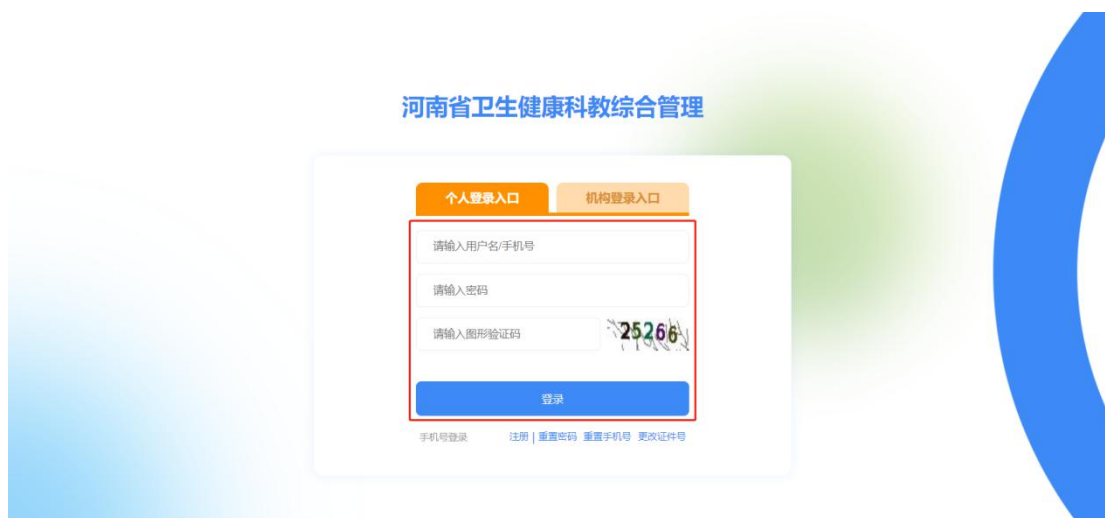 河南省卫生健康科教综合管理
个人登录入口 机构登录入口
请输入用户名/手机号
请输入密码
请输入图形验证码 25266
登录
手机号登录 注册 | 重置密码 重置手机号 更改证件号